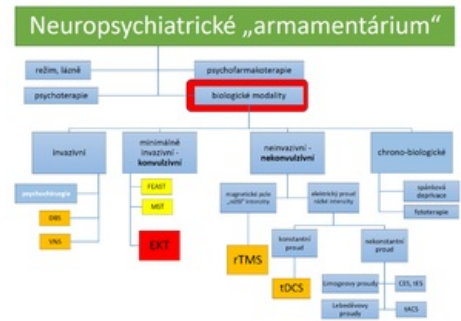 Neuropsychiatrické „armamentárium“
režim, lázně
psychofarmakoterapie
psychoterapie
biologické modality
invazivní
minimálně
invazivní -
konvulzivní
neinvazivní -
nekonvulzivní
chrono-biologické
psychochirurgie
DBS
VNS
FEAST
MST
EKT
magnetické pole
„nižší“ intenzity
elektrický proud
nízké intenzity
spánková
deprivace
fototerapie
rTMS
konstantní
proud
nekonstantní
proud
tDCS
Limogeovy proudy
CES, tES
Lebeděvovy
proudy
tACS